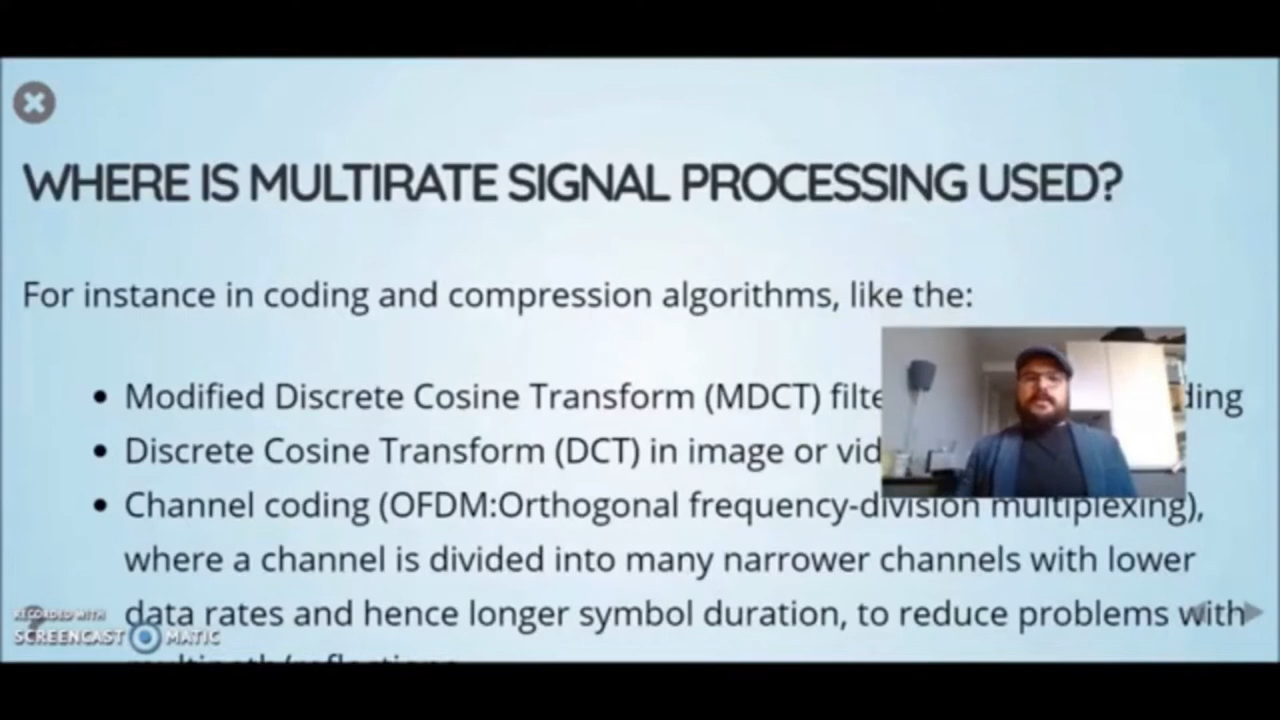 WHERE IS MULTIRATE SIGNAL PROCESSING USED?
For instance in coding and compression algorithms, like the:
• Modified Discrete Cosine Transform (MDCT)
• Discrete Cosine Transform (DCT) in image or
• Channel coding (OFDM:Orthogonal frequency-division multiplexing),
where a channel is divided into many narrower channels with lower
data rates and hence longer symbol duration, to reduce problems with
RECORDED WITH
SCREENCAST MATIC